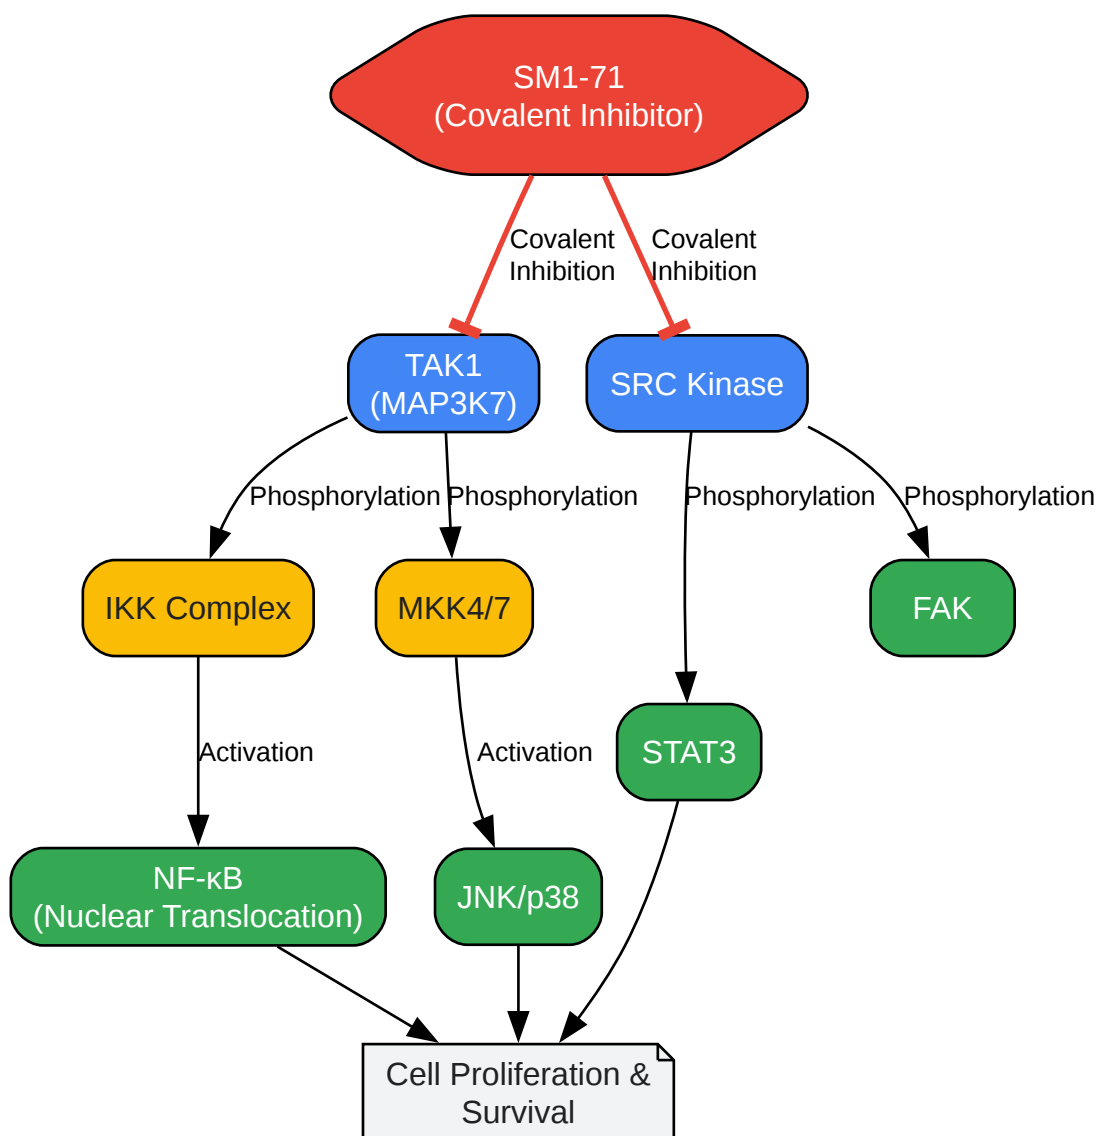 SM1-71
(Covalent Inhibitor)
Covalent
Inhibition
Covalent
Inhibition
TAK1
(MAP3K7)
SRC Kinase
Phosphorylation
Phosphorylation
Phosphorylation
Phosphorylation
IKK Complex
MKK4/7
FAK
Activation
Activation
STAT3
NF-κB
(Nuclear Translocation)
JNK/p38
Cell Proliferation &
Survival